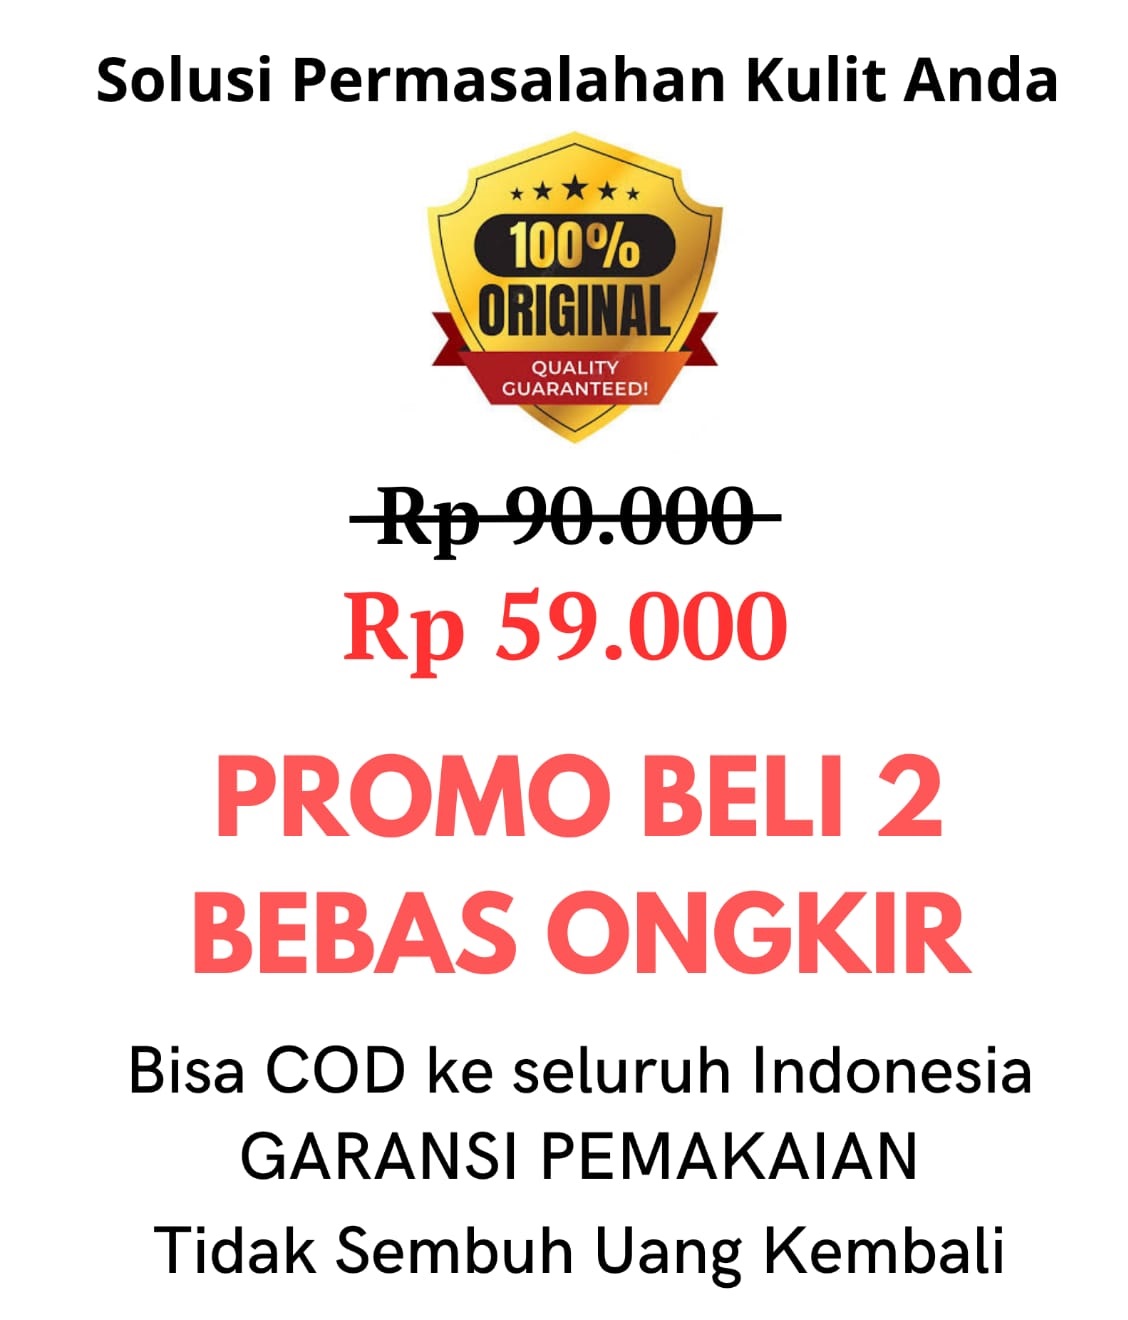 Solusi Permasalahan Kulit Anda
100%
ORIGINAL
QUALITY
GUARANTEED!
Rp 90.000
Rp 59.000
PROMO BELI 2
BEBAS ONGKIR
Bisa COD ke seluruh Indonesia
GARANSI PEMAKAIAN
Tidak Sembuh Uang Kembali